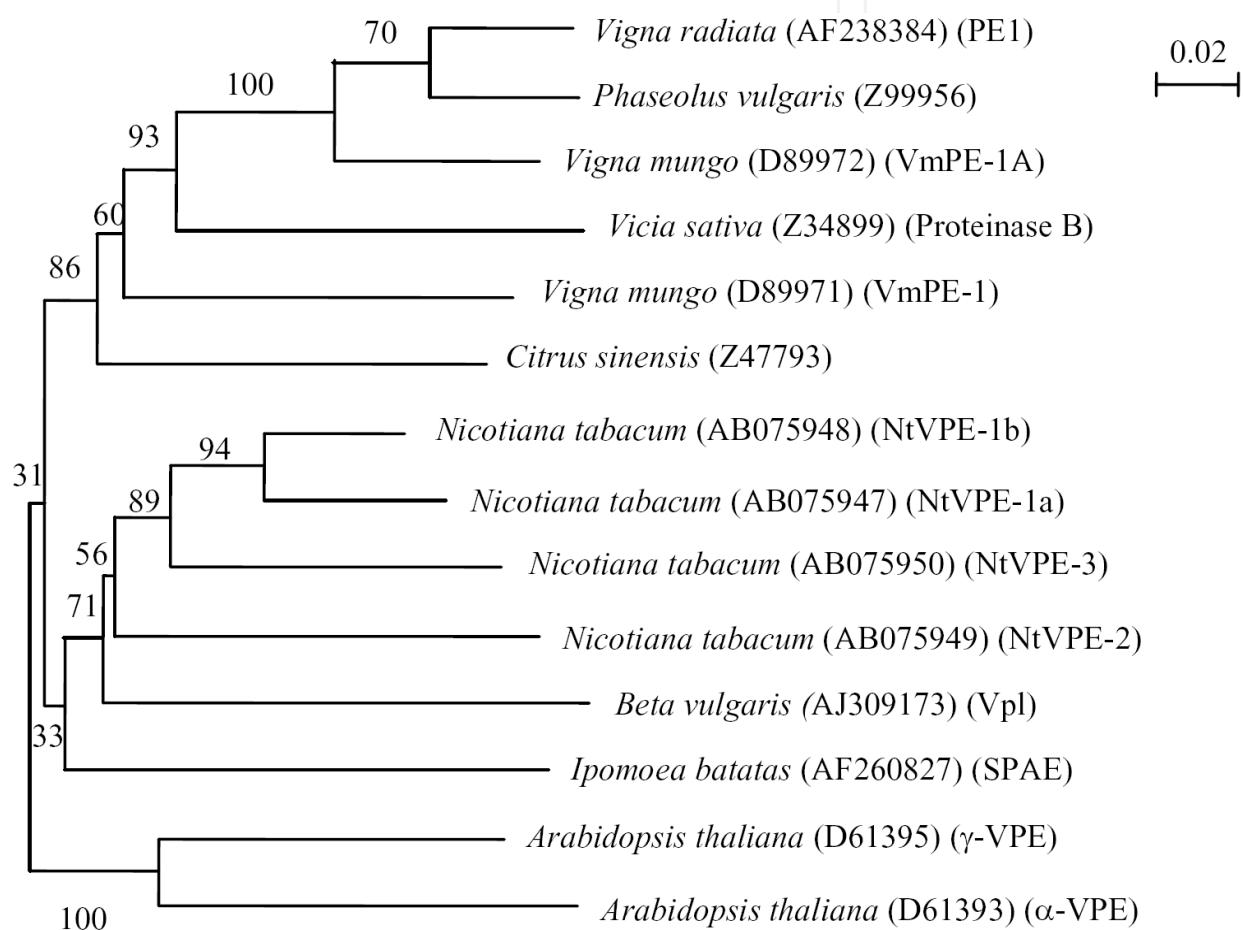 70
Vigna radiata (AF238384) (PE1)
0.02
100
Phaseolus vulgaris (Z99956)
93
Vigna mungo (D89972) (VmPE-1A)
60
Vicia sativa (Z34899) (Proteinase B)
86
Vigna mungo (D89971) (VmPE-1)
Citrus sinensis (Z47793)
94
Nicotiana tabacum (AB075948) (NtVPE-1b)
31
89
Nicotiana tabacum (AB075947) (NtVPE-1a)
56
Nicotiana tabacum (AB075950) (NtVPE-3)
71
Nicotiana tabacum (AB075949) (NtVPE-2)
Beta vulgaris (AJ309173) (Vpl)
33
Ipomoea batatas (AF260827) (SPAE)
Arabidopsis thaliana (D61395) (γ-VPE)
100
Arabidopsis thaliana (D61393) (α-VPE)